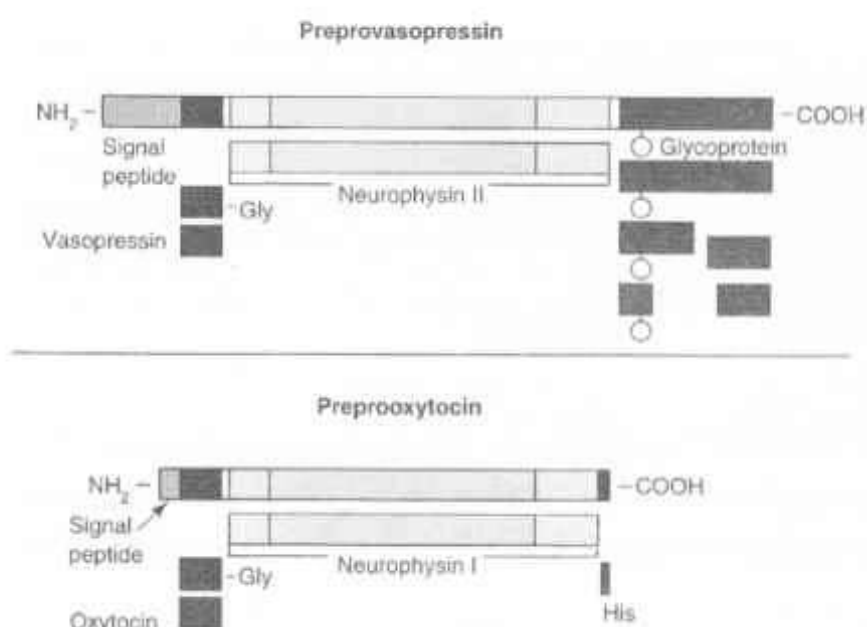 Preprovasopressin
NH2 – –COOH
Signal
peptide
Glycoprotein
Neurophysin II
–Gly
Vasopressin
Preprooxytocin
NH2 – –COOH
Signal
peptide
Neurophysin I
–Gly
His
Oxytocin